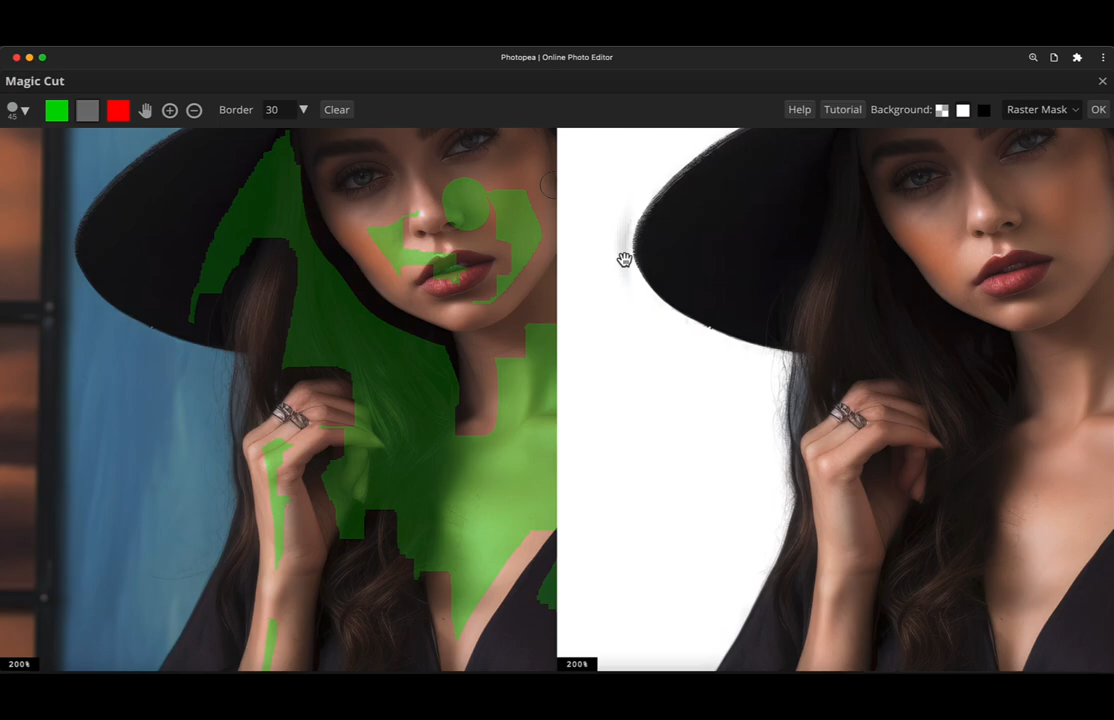 Photopea | Online Photo Editor
Magic Cut
45 Border 30 Clear Help Tutorial Background: Raster Mask OK
200% 200%